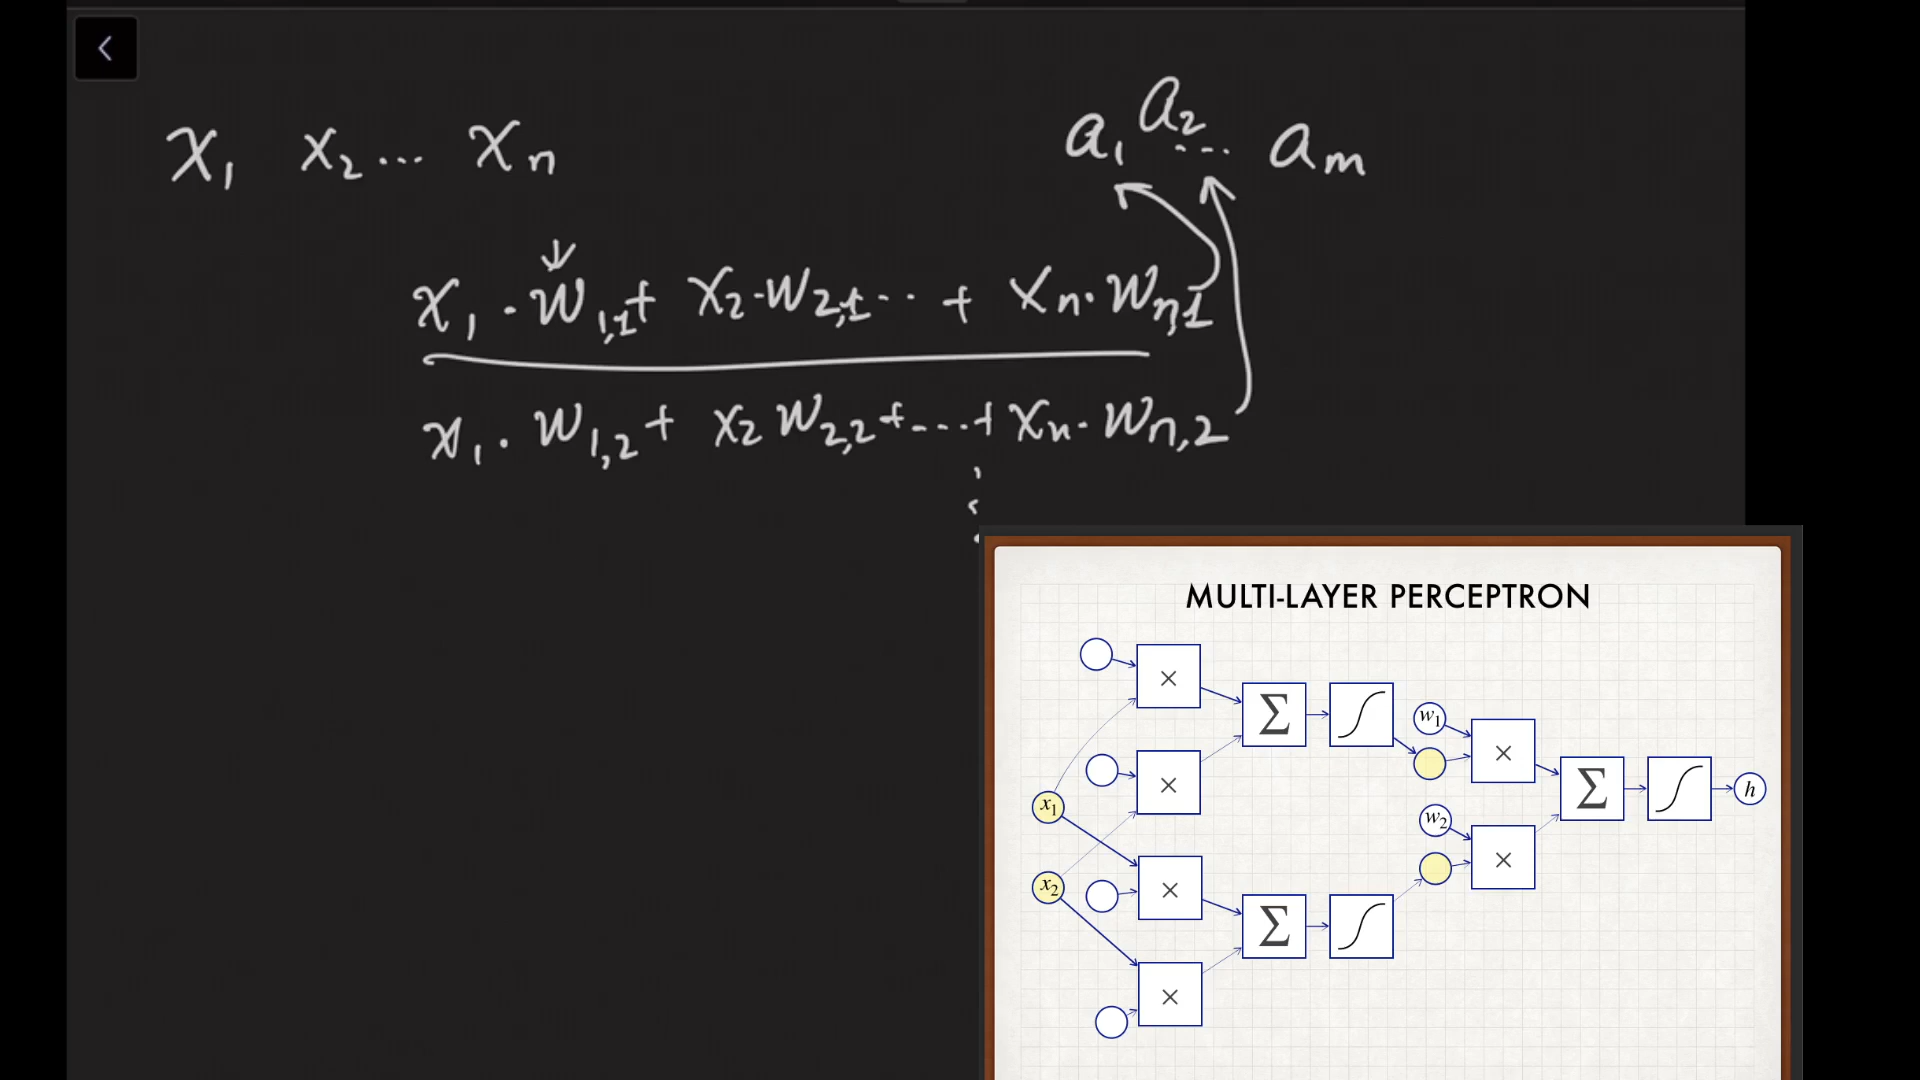 x₁ x₂ ... xₙ a₁ a₂ ... aₘ
x₁ · w₁,₁ + x₂ · w₂,₁ ... + xₙ · wₙ,₁
x₁ · w₁,₂ + x₂ w₂,₂ + ... + xₙ · wₙ,₂
⋮
MULTI-LAYER PERCEPTRON
×
Σ
w₁
×
×
x₁
Σ
h
w₂
×
x₂
×
Σ
×